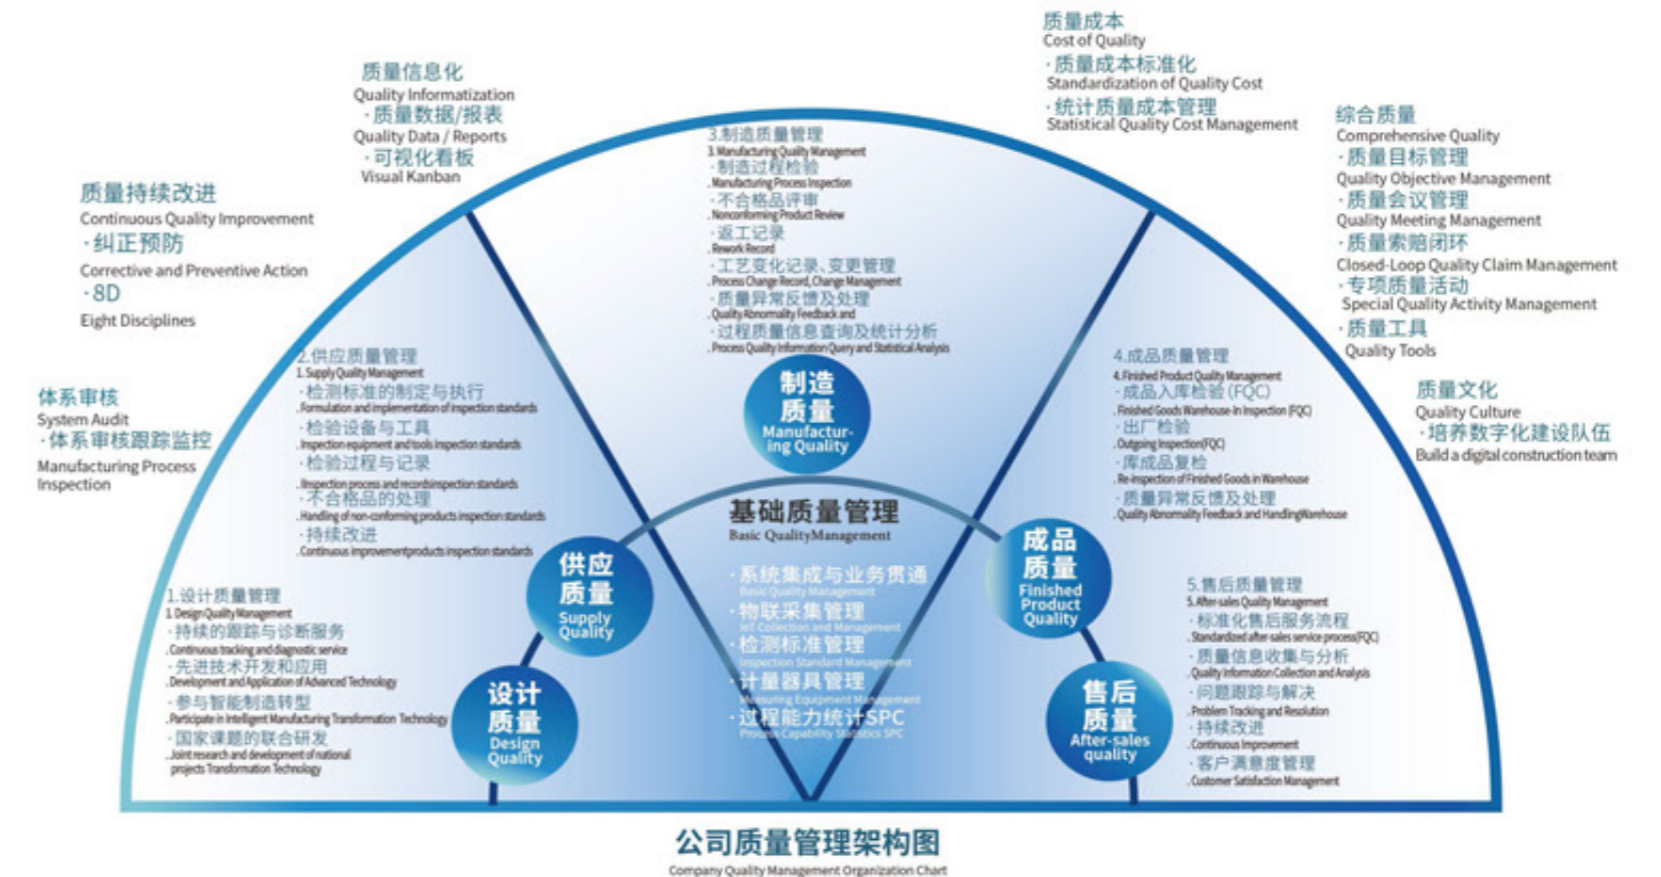 质量成本
Cost of Quality
·质量成本标准化
Standardization of Quality Cost
·统计质量成本管理
Statistical Quality Cost Management
质量信息化
Quality Informatization
·质量数据/报表
Quality Data / Reports
·可视化看板
Visual Kanban
综合质量
Comprehensive Quality
·质量目标管理
Quality Objective Management
·质量会议管理
Quality Meeting Management
·质量索赔闭环
Closed-Loop Quality Claim Management
·专项质量活动
Special Quality Activity Management
·质量工具
Quality Tools
质量持续改进
Continuous Quality Improvement
·纠正预防
Corrective and Preventive Action
·8D
Eight Disciplines
体系审核
System Audit
·体系审核跟踪监控
Manufacturing Process
Inspection
质量文化
Quality Culture
·培养数字化建设队伍
Build a digital construction team
3.制造质量管理
3. Manufacturing Quality Management
·制造过程检验
. Manufacturing Process Inspection
·不合格品评审
. Nonconforming Product Review
·返工记录
. Rework Record
·工艺变化记录、变更管理
. Process Change Record, Change Management
·质量异常反馈及处理
. Quality Abnormality Feedback and
·过程质量信息查询及统计分析
. Process Quality Information Query and Statistical Analysis
制造
质量
Manufactur-
ing Quality
2.供应质量管理
1. Supply Quality Management
·检测标准的制定与执行
. Formulation and implementation of inspection standards
·检验设备与工具
. Inspection equipment and tools inspection standards
·检验过程与记录
. Iinspection process and recordsinspection standards
·不合格品的处理
. Handling of non-conforming products inspection standards
·持续改进
. Continuous improvementproducts inspection standards
供应
质量
Supply
Quality
1.设计质量管理
1. Design Quality Management
·持续的跟踪与诊断服务
. Continuous tracking and diagnostic service
·先进技术开发和应用
. Development and Application of Advanced Technology
·参与智能制造转型
. Participate in Intelligent Manufacturing Transformation Technology
·国家课题的联合研发
. Joint research and development of national
projects Transformation Technology
设计
质量
Design
Quality
基础质量管理
Basic QualityManagement
·系统集成与业务贯通
Basic Quality Management
·物联采集管理
IoT Collection and Management
·检测标准管理
Inspection Standard Management
·计量器具管理
Measuring Equipment Management
·过程能力统计SPC
Process Capability Statistics SPC
4.成品质量管理
4. Finished Product Quality Management
·成品入库检验 (FQC)
. Finished Goods Warehouse-In Inspection (FQC)
·出厂检验
. Outgoing Inspection(FQC)
·库成品复检
. Re-inspection of Finished Goods in Warehouse
·质量异常反馈及处理
. Quality Abnormality Feedback and HandlingWarehouse
成品
质量
Finished
Product
Quality
5.售后质量管理
5. After-sales Quality Management
·标准化售后服务流程
. Standardized after-sales service process(FQC)
·质量信息收集与分析
. Quality Information Collection and Analysis
·问题跟踪与解决
. Problem Tracking and Resolution
·持续改进
. Continuous Improvement
·客户满意度管理
. Customer Satisfaction Management
售后
质量
After-sales
quality
公司质量管理架构图
Company Quality Management Organization Chart